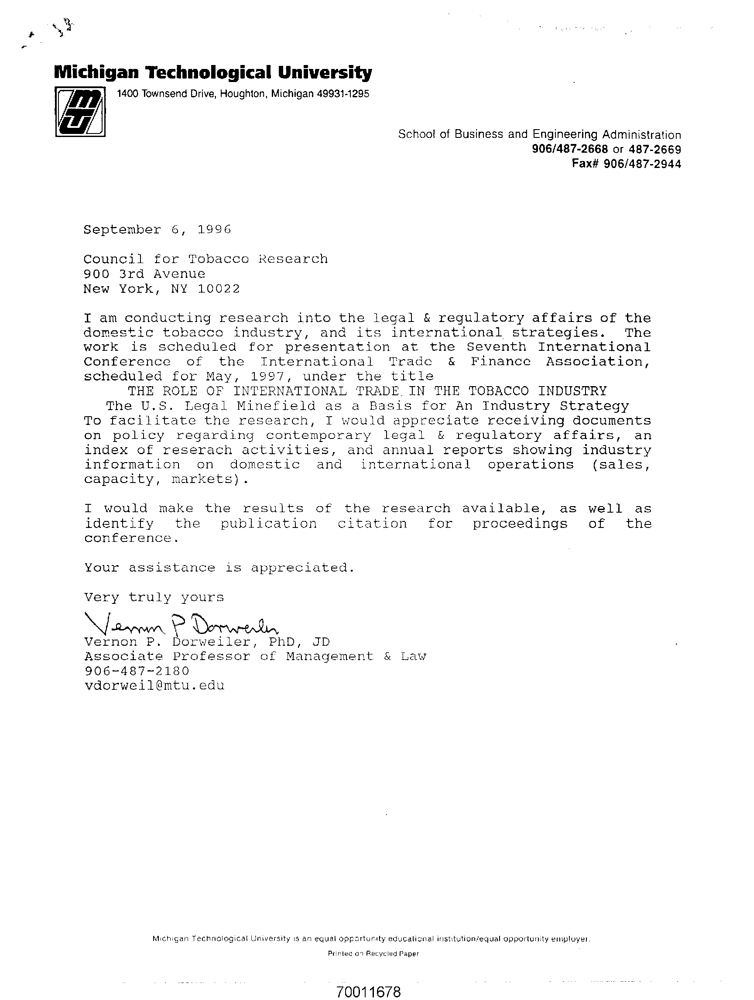 Michigan Technological University
1400 Townsend Drive, Houghton, Michigan 49931-1295
School of Business and Engineering Administration
906/487-2668 or 487-2669
Fax# 906/487-2944
September 6, 1996
Council for Tobacco Research
900 3rd Avenue
New York, NY 10022
I am conducting research into the legal & regulatory affairs of the
domestic tobacco industry, and its international strategies. The
work is scheduled for presentation at the Seventh International
Conference of the International Trade & Finance Association,
scheduled for May, 1997, under the title
THE ROLE OF INTERNATIONAL TRADE IN THE TOBACCO INDUSTRY
The U.S. Legal Minefield as a Basis for An Industry Strategy
To facilitate the research, I would appreciate receiving documents
on policy regarding contemporary legal & regulatory affairs, an
index of reserach activities, and annual reports showing industry
information on domestic and international operations (sales,
capacity, markets).
I would make the results of the research available, as well as
identify the publication citation for proceedings of the
conference.
Your assistance is appreciated.
Very truly yours
Vernon P Dorweiler
Vernon P. Dorweiler, PhD, JD
Associate Professor of Management & Law
906-487-2180
vdorweil@mtu.edu
Michigan Technological University is an equal opportunity educational institution/equal opportunity employer.
Printed on Recycled Paper
70011678